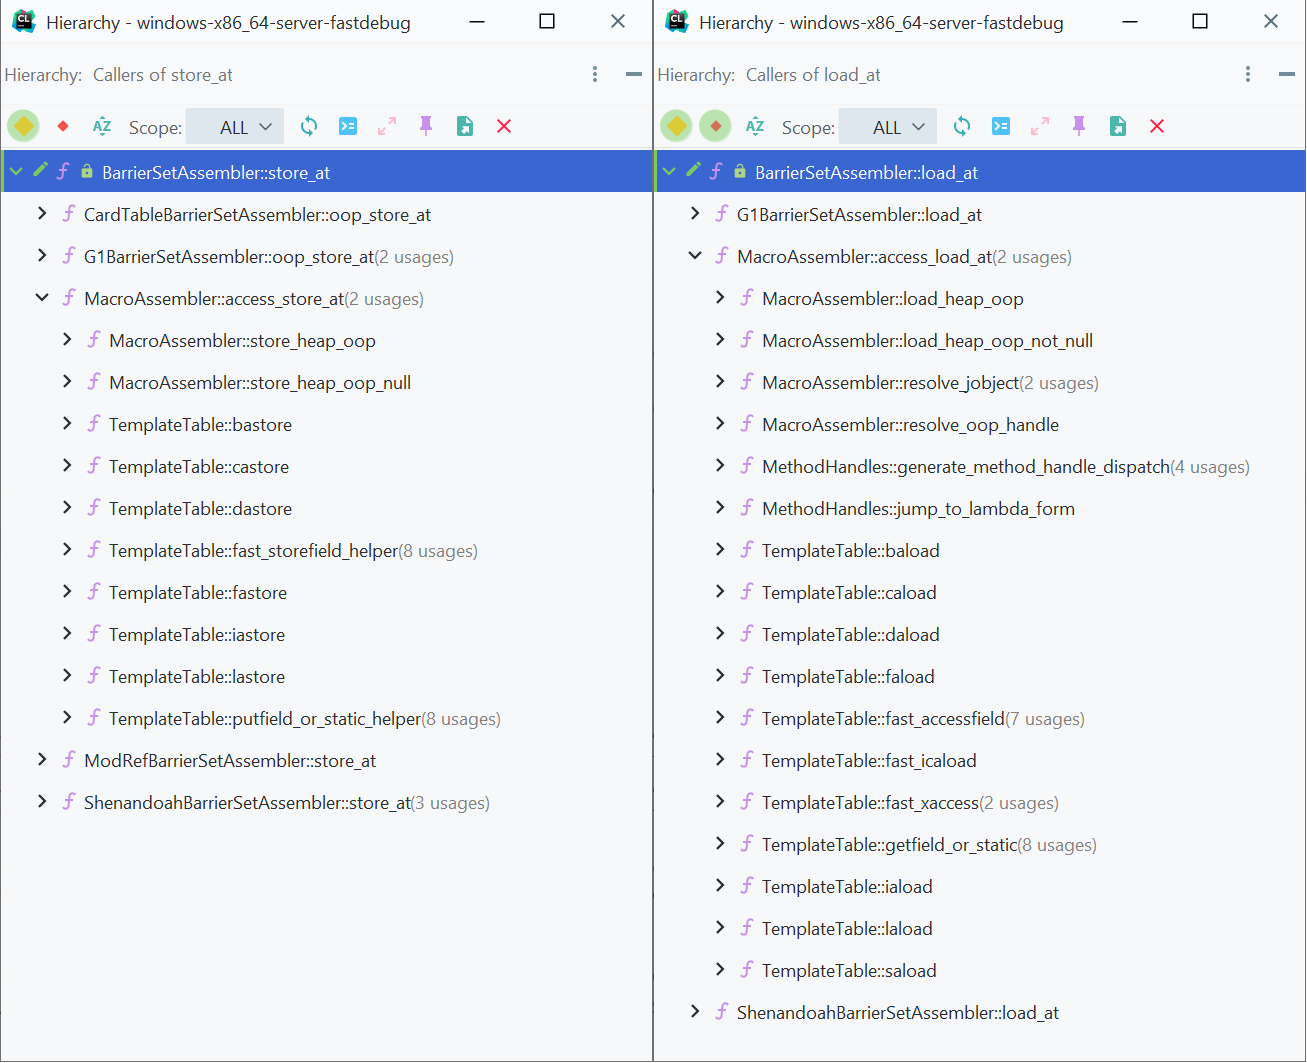 Hierarchy - windows-x86_64-server-fastdebug
Hierarchy: Callers of store_at
Scope: ALL
BarrierSetAssembler::store_at
CardTableBarrierSetAssembler::oop_store_at
G1BarrierSetAssembler::oop_store_at(2 usages)
MacroAssembler::access_store_at(2 usages)
MacroAssembler::store_heap_oop
MacroAssembler::store_heap_oop_null
TemplateTable::bastore
TemplateTable::castore
TemplateTable::dastore
TemplateTable::fast_storefield_helper(8 usages)
TemplateTable::fastore
TemplateTable::iastore
TemplateTable::lastore
TemplateTable::putfield_or_static_helper(8 usages)
ModRefBarrierSetAssembler::store_at
ShenandoahBarrierSetAssembler::store_at(3 usages)
Hierarchy - windows-x86_64-server-fastdebug
Hierarchy: Callers of load_at
Scope: ALL
BarrierSetAssembler::load_at
G1BarrierSetAssembler::load_at
MacroAssembler::access_load_at(2 usages)
MacroAssembler::load_heap_oop
MacroAssembler::load_heap_oop_not_null
MacroAssembler::resolve_jobject(2 usages)
MacroAssembler::resolve_oop_handle
MethodHandles::generate_method_handle_dispatch(4 usages)
MethodHandles::jump_to_lambda_form
TemplateTable::baload
TemplateTable::caload
TemplateTable::daload
TemplateTable::faload
TemplateTable::fast_accessfield(7 usages)
TemplateTable::fast_icaload
TemplateTable::fast_xaccess(2 usages)
TemplateTable::getfield_or_static(8 usages)
TemplateTable::iaload
TemplateTable::laload
TemplateTable::saload
ShenandoahBarrierSetAssembler::load_at